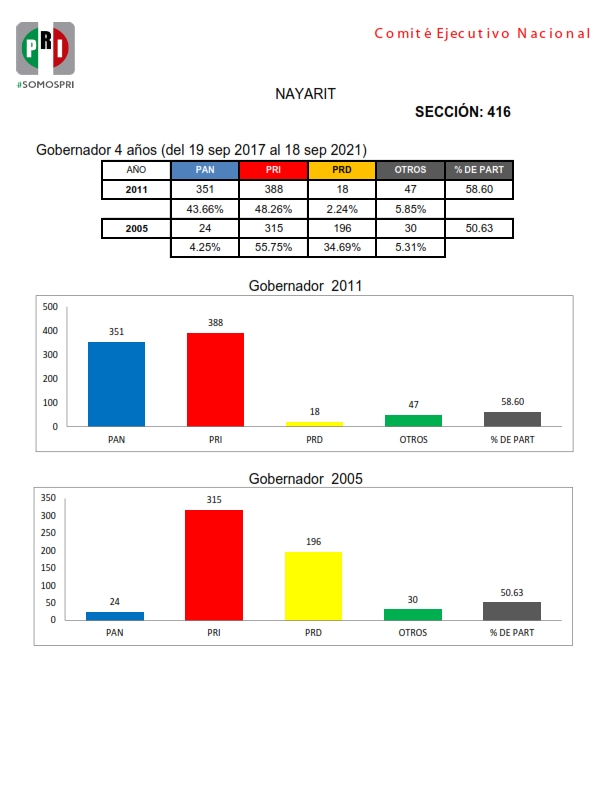 Comité Ejecutivo Nacional
PRI
#SOMOSPRI
NAYARIT
SECCIÓN: 416
Gobernador 4 años (del 19 sep 2017 al 18 sep 2021)
AÑO PAN PRI PRD OTROS % DE PART
2011 351 388 18 47 58.60
43.66% 48.26% 2.24% 5.85%
2005 24 315 196 30 50.63
4.25% 55.75% 34.69% 5.31%
Gobernador 2011
500
400
300
200
100
0
351 388 18 47 58.60
PAN PRI PRD OTROS % DE PART
Gobernador 2005
350
300
250
200
150
100
50
0
24 315 196 30 50.63
PAN PRI PRD OTROS % DE PART